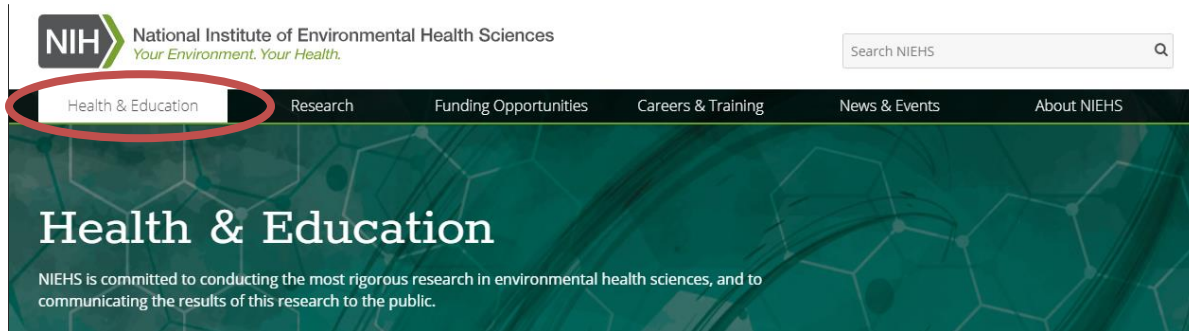 NIH
National Institute of Environmental Health Sciences
Your Environment. Your Health.
Search NIEHS
Health & Education
Research
Funding Opportunities
Careers & Training
News & Events
About NIEHS
Health & Education
NIEHS is committed to conducting the most rigorous research in environmental health sciences, and to
communicating the results of this research to the public.